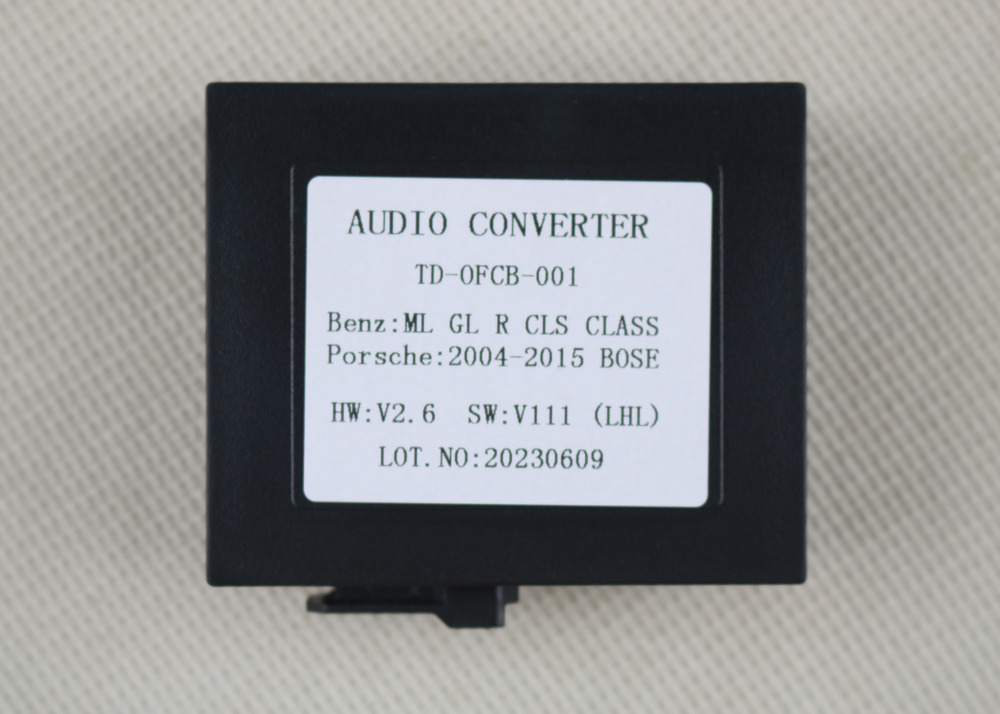 AUDIO CONVERTER
TD-OFCB-001
Benz:ML GL R CLS CLASS
Porsche:2004-2015 BOSE
HW:V2.6 SW:V111 (LHL)
LOT.NO:20230609